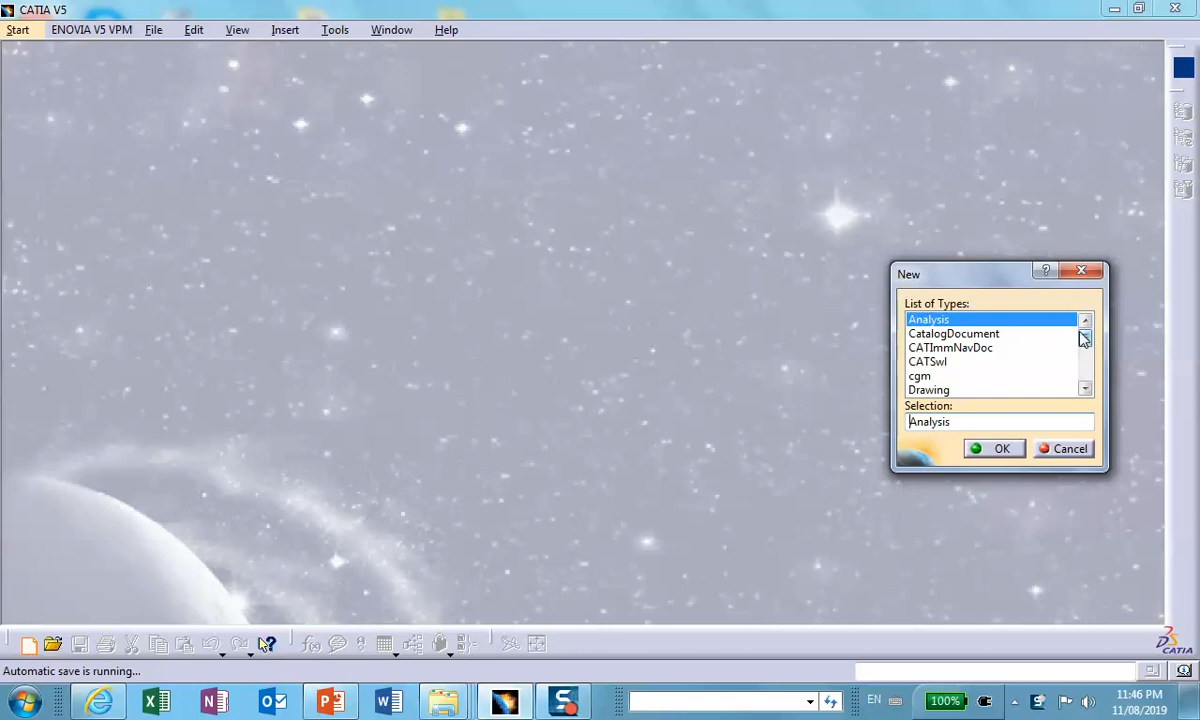 CATIA V5
Start ENOVIA V5 VPM File Edit View Insert Tools Window Help
New
List of Types:
Analysis
CatalogDocument
CATImmNavDoc
CATSwl
cgm
Drawing
Selection:
Analysis
OK Cancel
f(x)
CATIA
Automatic save is running...
EN 100% 11:46 PM
11/08/2019